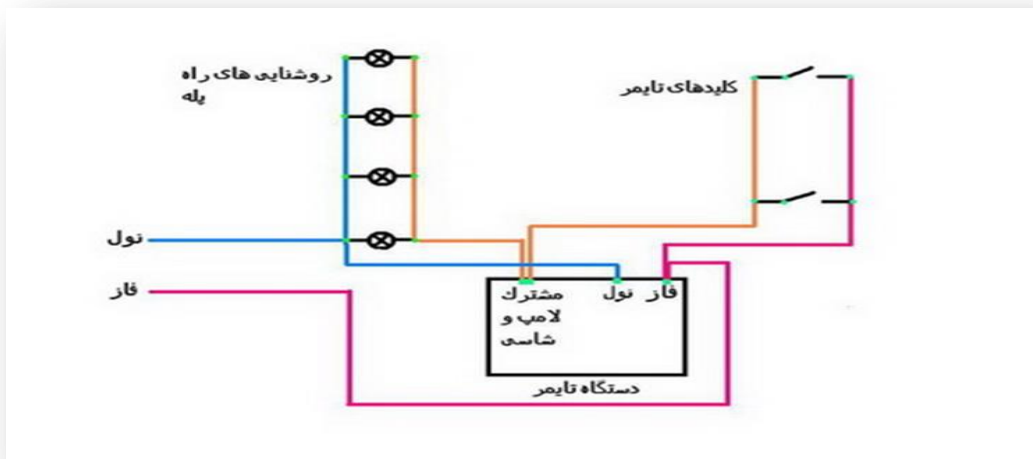 روشنایی های راه
پله
کلیدهای تایمر
نول
فاز
مشترک
لامپ و
شاسی
نول
فاز
دستگاه تایمر